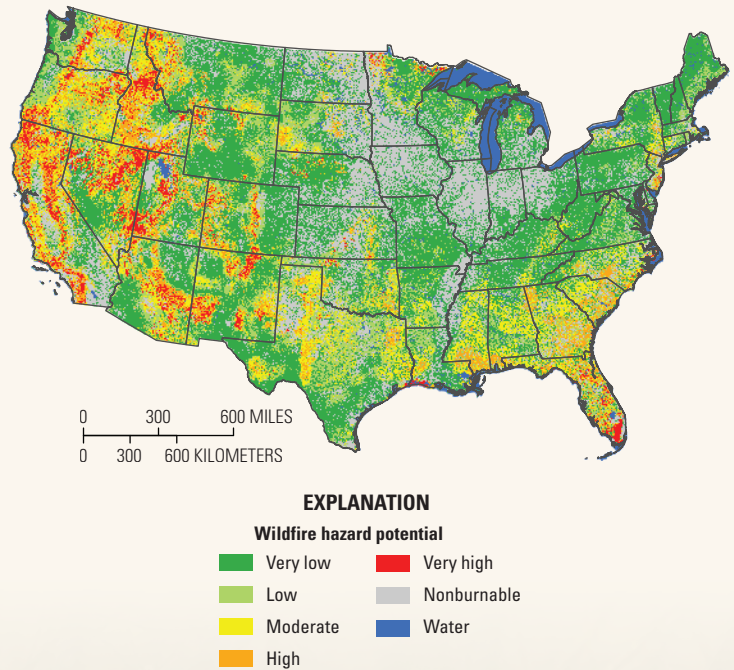 0 300 600 MILES
0 300 600 KILOMETERS
EXPLANATION
Wildfire hazard potential
Very low
Low
Moderate
High
Very high
Nonburnable
Water